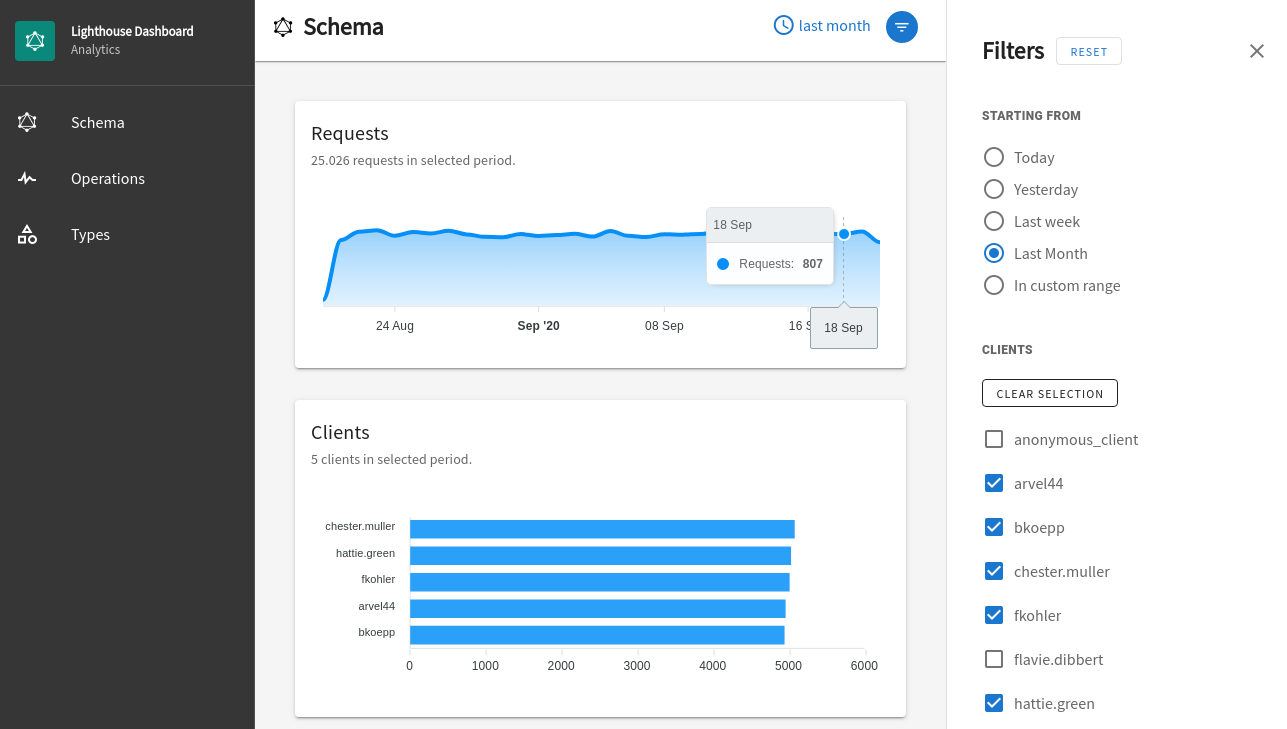 Lighthouse Dashboard
Analytics
Schema
Operations
Types
Schema
last month
Requests
25.026 requests in selected period.
18 Sep
Requests: 807
24 Aug
Sep '20
08 Sep
16 S
18 Sep
Clients
5 clients in selected period.
chester.muller
hattie.green
fkohler
arvel44
bkoepp
0 1000 2000 3000 4000 5000 6000
Filters
RESET
STARTING FROM
Today
Yesterday
Last week
Last Month
In custom range
CLIENTS
CLEAR SELECTION
anonymous_client
arvel44
bkoepp
chester.muller
fkohler
flavie.dibbert
hattie.green